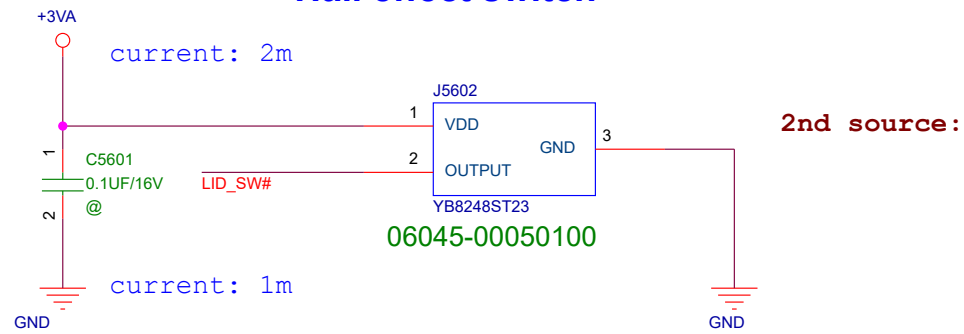 +3VA
current: 2m
J5602
1
VDD
GND
3
2nd source:
2
OUTPUT
1
C5601
0.1UF/16V
@
2
LID_SW#
YB8248ST23
06045-00050100
current: 1m
GND
GND